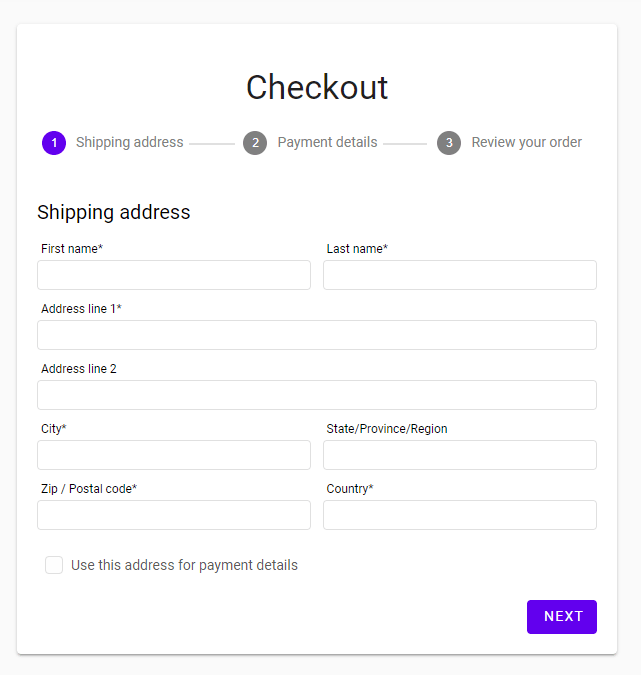 Checkout
1 Shipping address 2 Payment details 3 Review your order
Shipping address
First name* Last name*
Address line 1*
Address line 2
City* State/Province/Region
Zip / Postal code* Country*
Use this address for payment details
NEXT